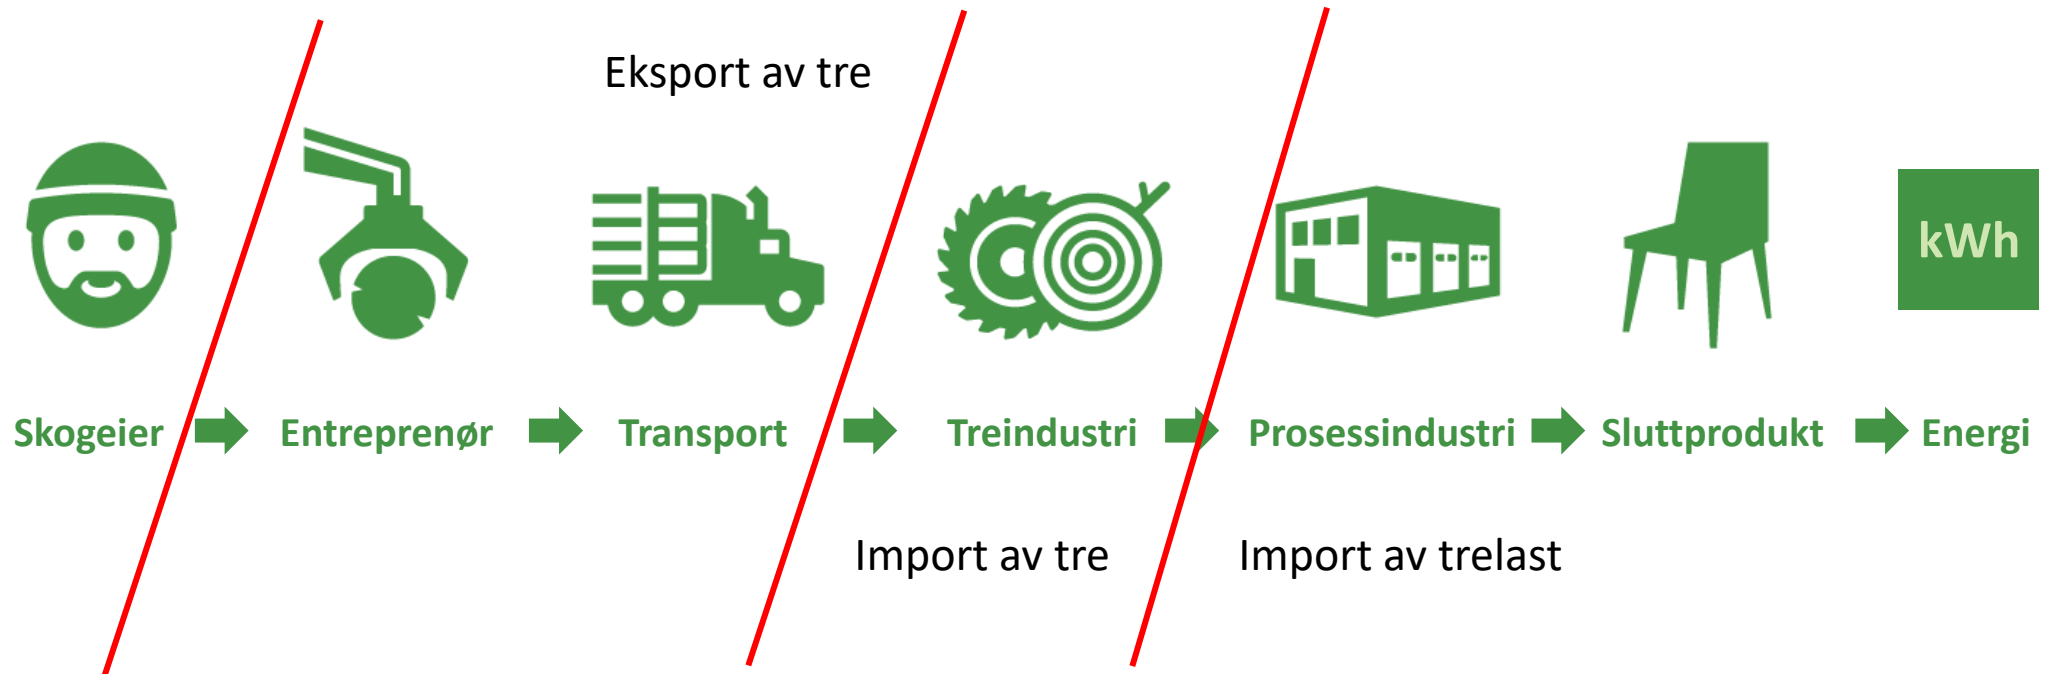 Eksport av tre
kWh
Skogeier
Entreprenør
Transport
Treindustri
Prosessindustri
Sluttprodukt
Energi
Import av tre
Import av trelast